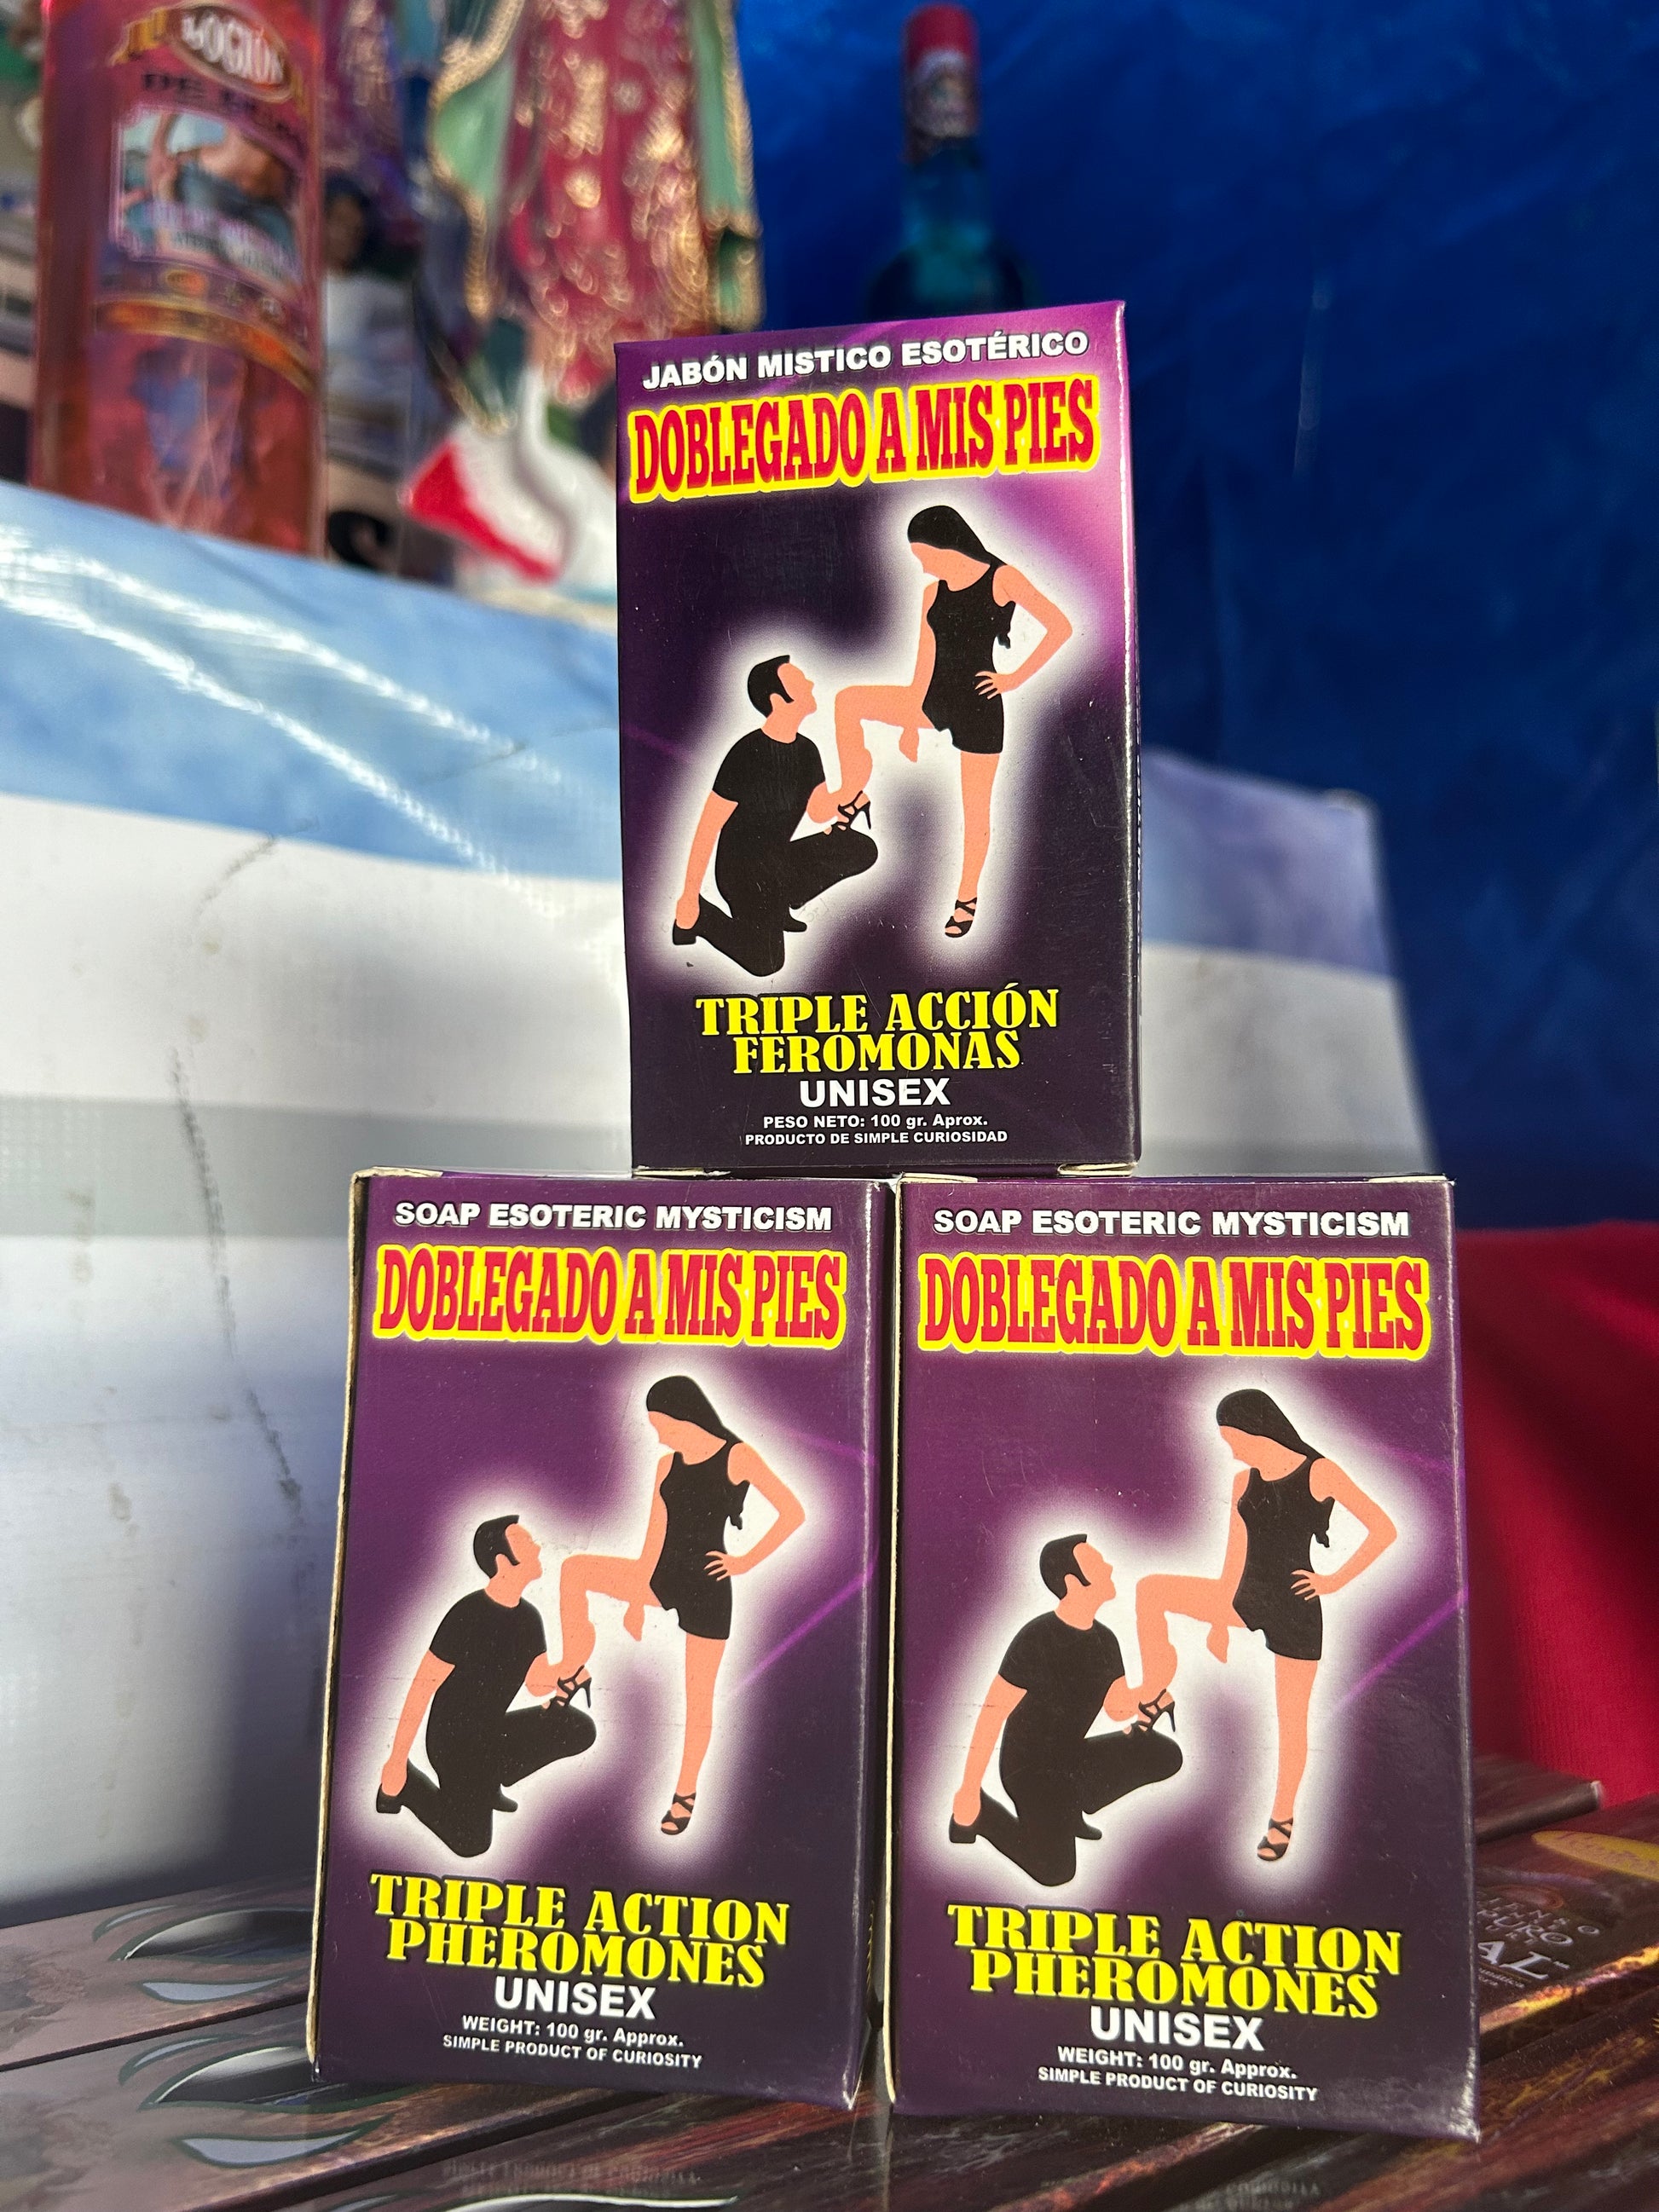 JABÓN MISTICO ESOTÉRICO
DOBLEGADO A MIS PIES
TRIPLE ACCIÓN
FEROMONAS
UNISEX
PESO NETO: 100 gr. Aprox.
PRODUCTO DE SIMPLE CURIOSIDAD
SOAP ESOTERIC MYSTICISM
DOBLEGADO A MIS PIES
TRIPLE ACTION
PHEROMONES
UNISEX
WEIGHT: 100 gr. Approx.
SIMPLE PRODUCT OF CURIOSITY
SOAP ESOTERIC MYSTICISM
DOBLEGADO A MIS PIES
TRIPLE ACTION
PHEROMONES
UNISEX
WEIGHT: 100 gr. Approx.
SIMPLE PRODUCT OF CURIOSITY